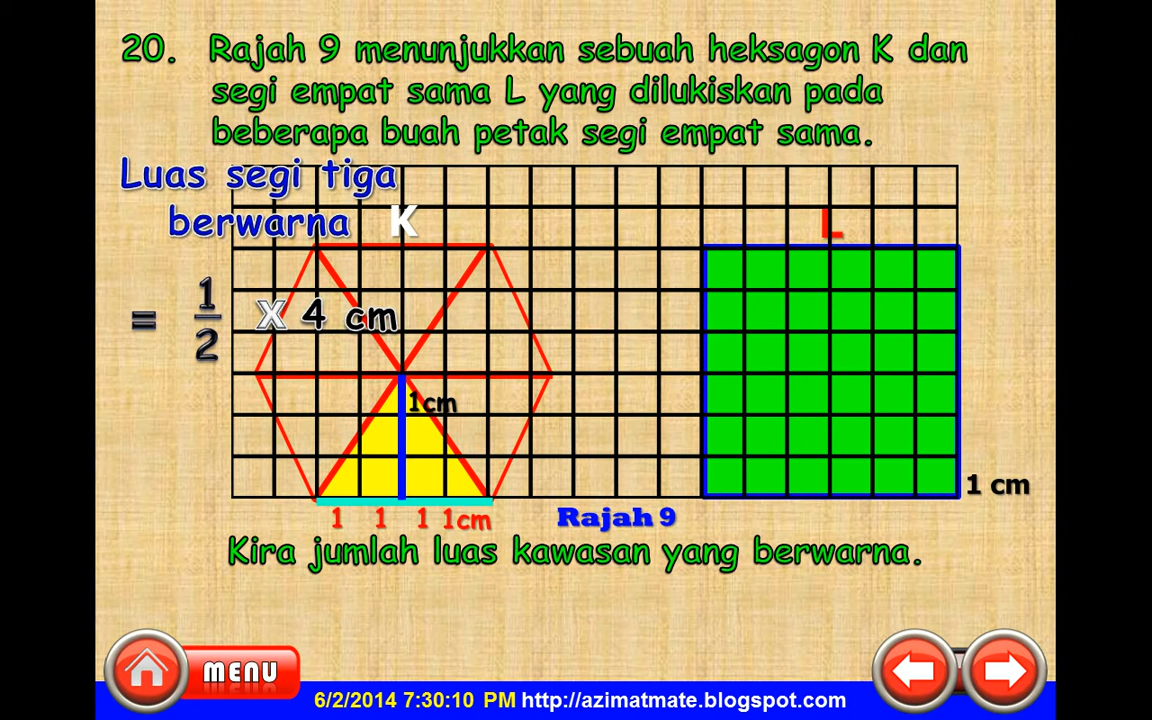 20. Rajah 9 menunjukkan sebuah heksagon K dan
segi empat sama L yang dilukiskan pada
beberapa buah petak segi empat sama.
Luas segi tiga
berwarna
K
L
= 1/2 X 4 cm
1cm
1 cm
1 1 1 1cm
Rajah 9
Kira jumlah luas kawasan yang berwarna.
MENU
6/2/2014 7:30:10 PM http://azimatmate.blogspot.com